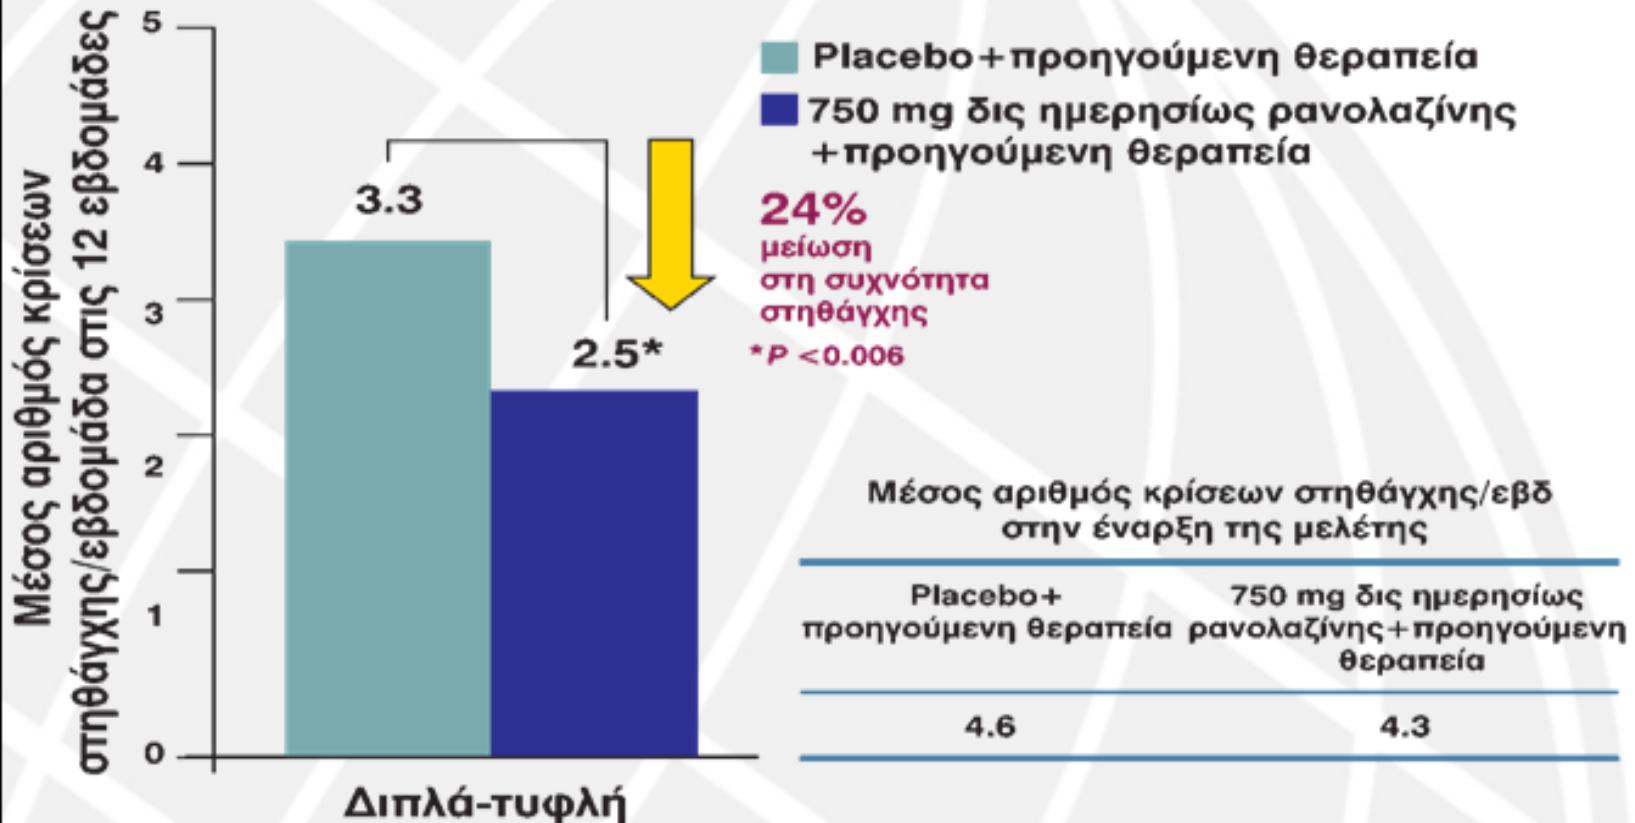 Μέσος αριθμός κρίσεων
στηθάγχης/εβδομάδα στις 12 εβδομάδες
5
4
3
2
1
0
3.3
2.5*
Διπλά-τυφλή
Placebo+προηγούμενη θεραπεία
750 mg δις ημερησίως ρανολαζίνης
+προηγούμενη θεραπεία
24%
μείωση
στη συχνότητα
στηθάγχης
*P <0.006
Μέσος αριθμός κρίσεων στηθάγχης/εβδ
στην έναρξη της μελέτης
Placebo+
προηγούμενη θεραπεία
750 mg δις ημερησίως
ρανολαζίνης+προηγούμενη
θεραπεία
4.6
4.3